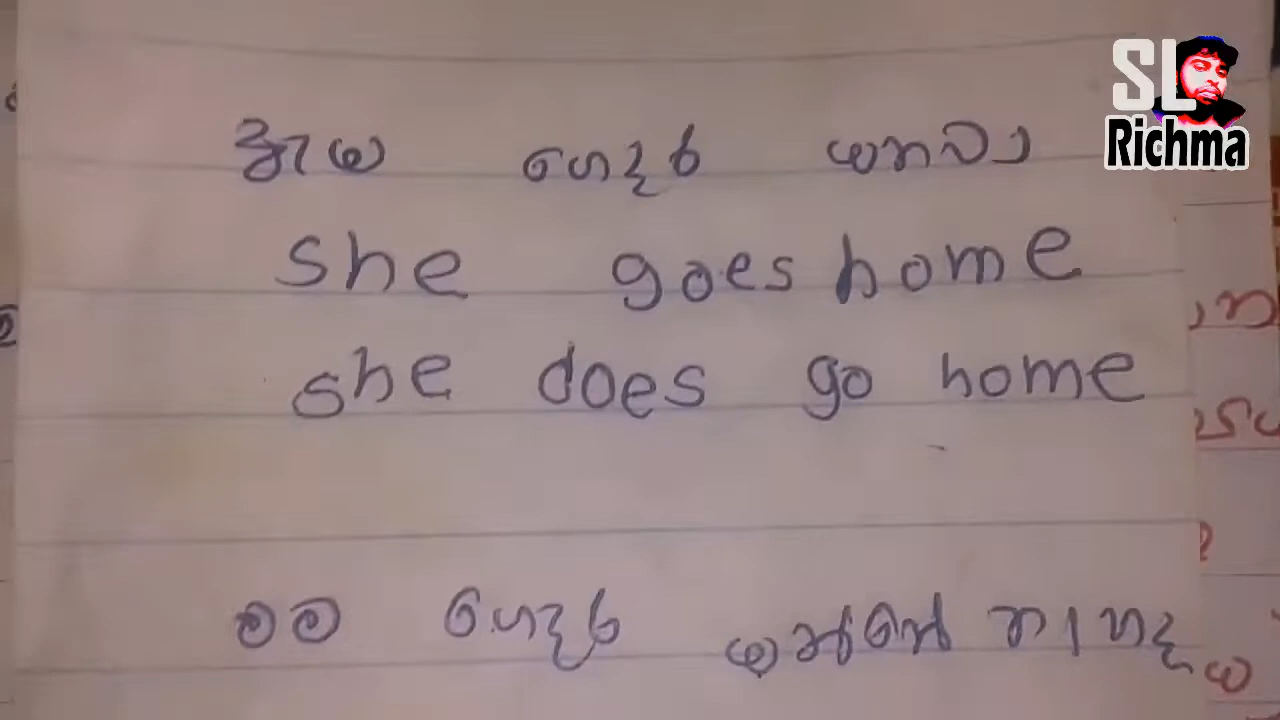 SL
Richma
ඇය ගෙදර යනවා
she goes home
she does go home
මම ගෙදර යන්නේ නැහැ